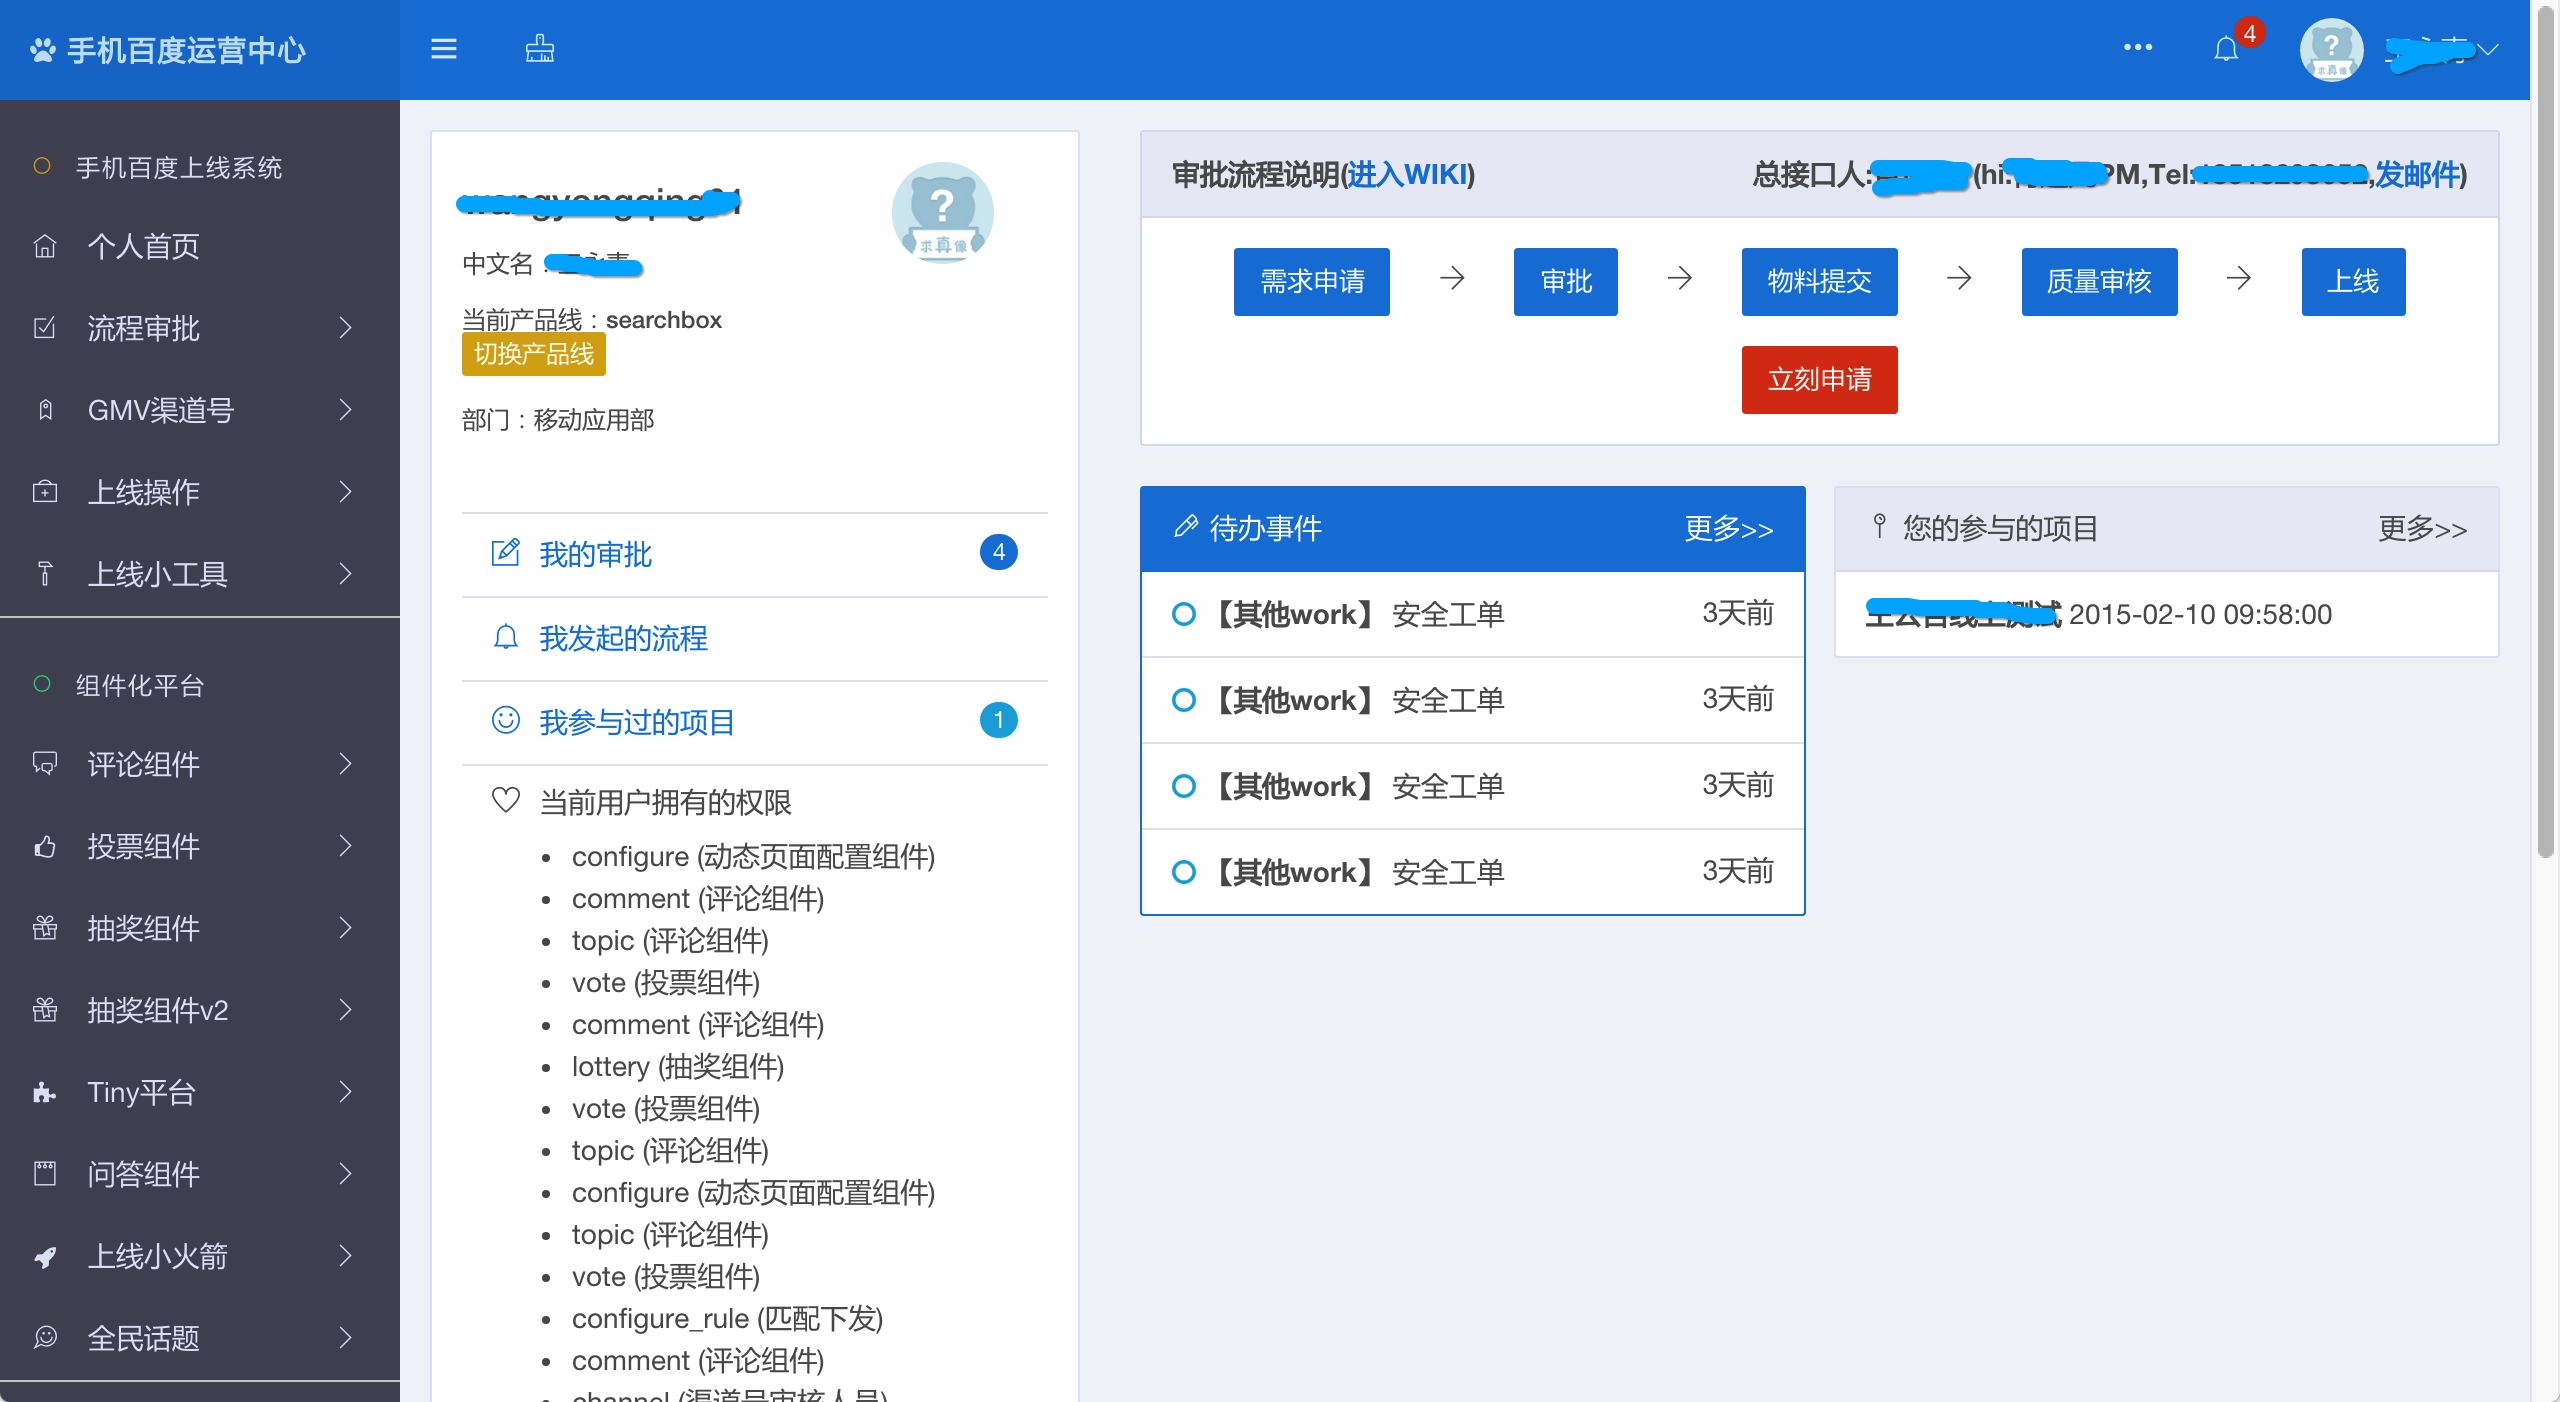 手机百度运营中心
4
手机百度上线系统
个人首页
流程审批
GMV渠道号
上线操作
上线小工具
组件化平台
评论组件
投票组件
抽奖组件
抽奖组件v2
Tiny平台
问答组件
上线小火箭
全民话题
?
求真像
中文名：
当前产品线：searchbox
切换产品线
部门：移动应用部
我的审批 4
我发起的流程
我参与过的项目 1
当前用户拥有的权限
configure (动态页面配置组件)
comment (评论组件)
topic (评论组件)
vote (投票组件)
comment (评论组件)
lottery (抽奖组件)
vote (投票组件)
topic (评论组件)
configure (动态页面配置组件)
topic (评论组件)
vote (投票组件)
configure_rule (匹配下发)
comment (评论组件)
channel (渠道号审核人员)
审批流程说明(进入WIKI)
总接口人: (hi: PM,Tel: ,发邮件)
需求申请 → 审批 → 物料提交 → 质量审核 → 上线
立刻申请
待办事件 更多>>
【其他work】 安全工单 3天前
【其他work】 安全工单 3天前
【其他work】 安全工单 3天前
【其他work】 安全工单 3天前
您的参与的项目 更多>>
2015-02-10 09:58:00